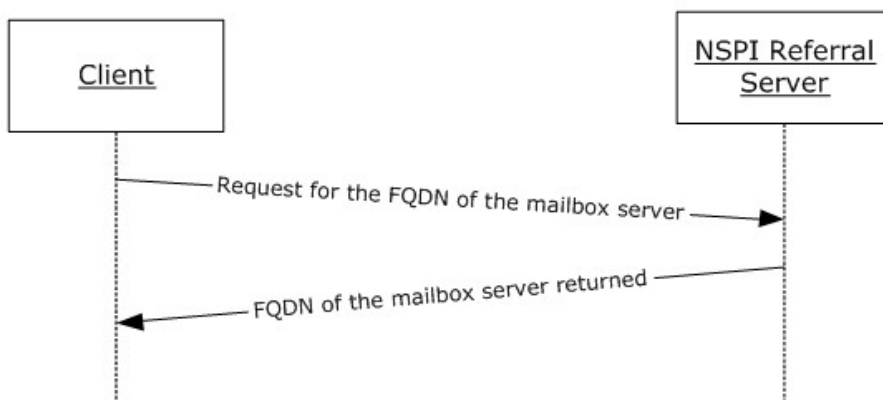 Client
NSPI Referral
Server
Request for the FQDN of the mailbox server
FQDN of the mailbox server returned